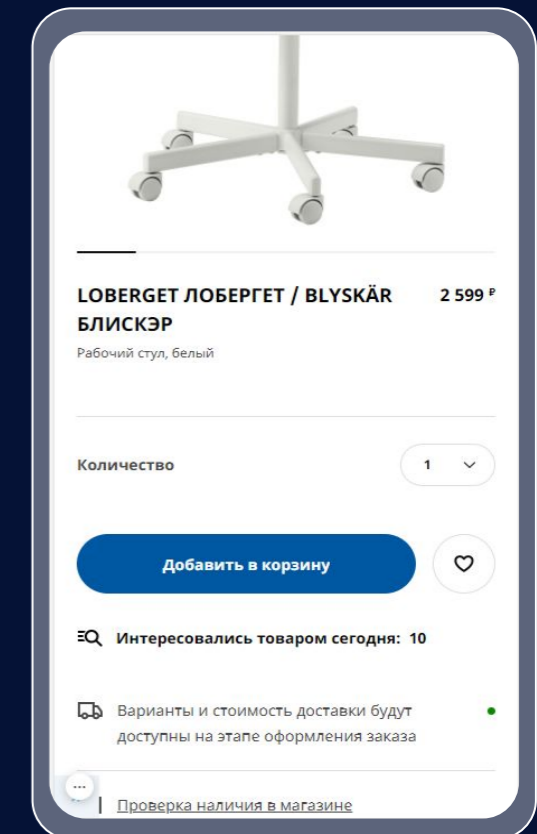 LOBERGET ЛОБЕРГЕТ / BLYSKÄR 2 599 ₽
БЛИСКЭР
Рабочий стул, белый
Количество 1
Добавить в корзину
Интересовались товаром сегодня: 10
Варианты и стоимость доставки будут
доступны на этапе оформления заказа
Проверка наличия в магазине